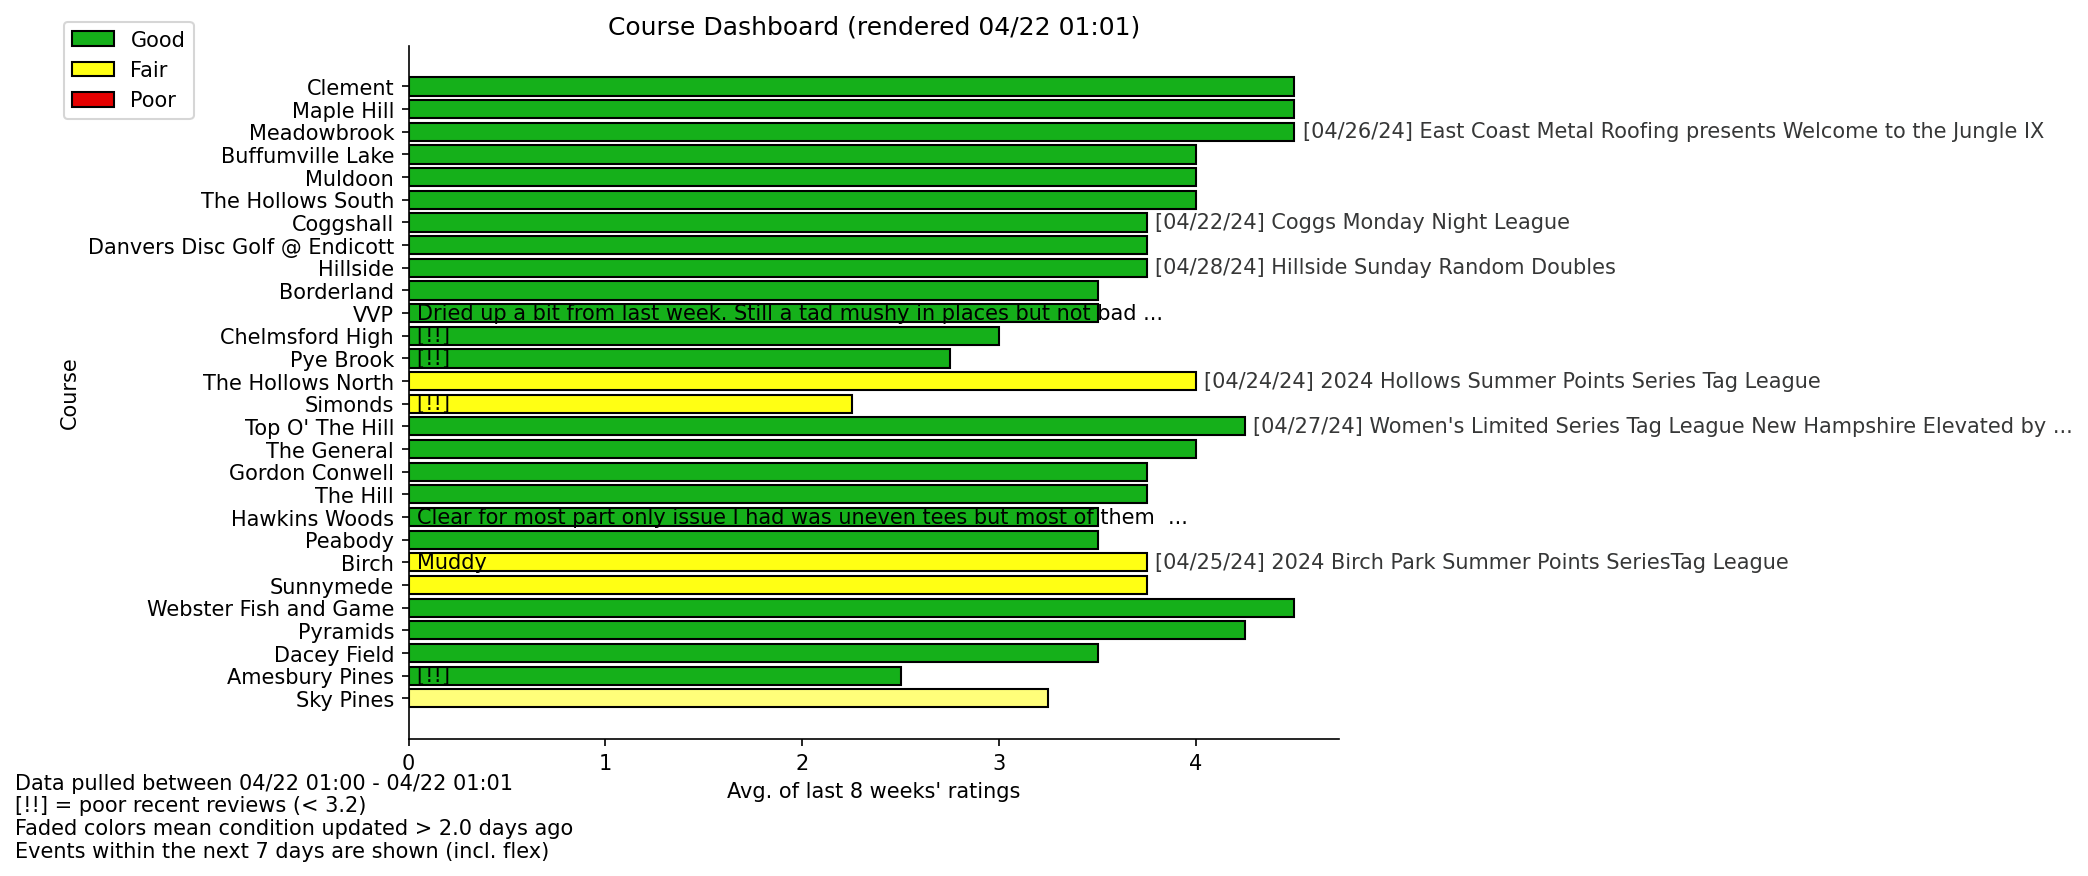 Course Dashboard (rendered 04/22 01:01)
Good
Fair
Poor
Course
Clement
Maple Hill
Meadowbrook [04/26/24] East Coast Metal Roofing presents Welcome to the Jungle IX
Buffumville Lake
Muldoon
The Hollows South
Coggshall [04/22/24] Coggs Monday Night League
Danvers Disc Golf @ Endicott
Hillside [04/28/24] Hillside Sunday Random Doubles
Borderland
VVP Dried up a bit from last week. Still a tad mushy in places but not bad ...
Chelmsford High [!!]
Pye Brook [!!]
The Hollows North [04/24/24] 2024 Hollows Summer Points Series Tag League
Simonds [!!]
Top O' The Hill [04/27/24] Women's Limited Series Tag League New Hampshire Elevated by ...
The General
Gordon Conwell
The Hill
Hawkins Woods Clear for most part only issue I had was uneven tees but most of them ...
Peabody
Birch Muddy [04/25/24] 2024 Birch Park Summer Points SeriesTag League
Sunnymede
Webster Fish and Game
Pyramids
Dacey Field
Amesbury Pines [!!]
Sky Pines
0 1 2 3 4
Avg. of last 8 weeks' ratings
Data pulled between 04/22 01:00 - 04/22 01:01
[!!] = poor recent reviews (< 3.2)
Faded colors mean condition updated > 2.0 days ago
Events within the next 7 days are shown (incl. flex)